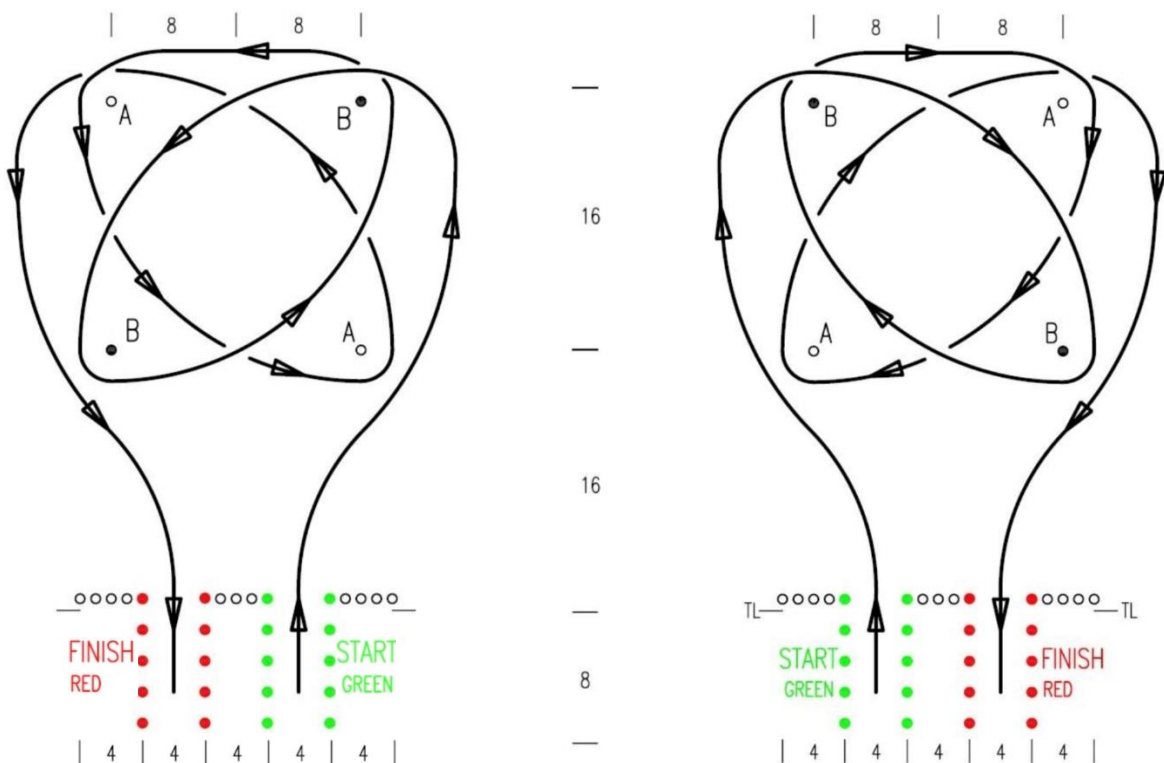 8 8 8 8
A B B A
16
B A A B
16
TL TL
FINISH START START FINISH
RED GREEN 8 GREEN RED
4 4 4 4 4 4 4 4 4 4